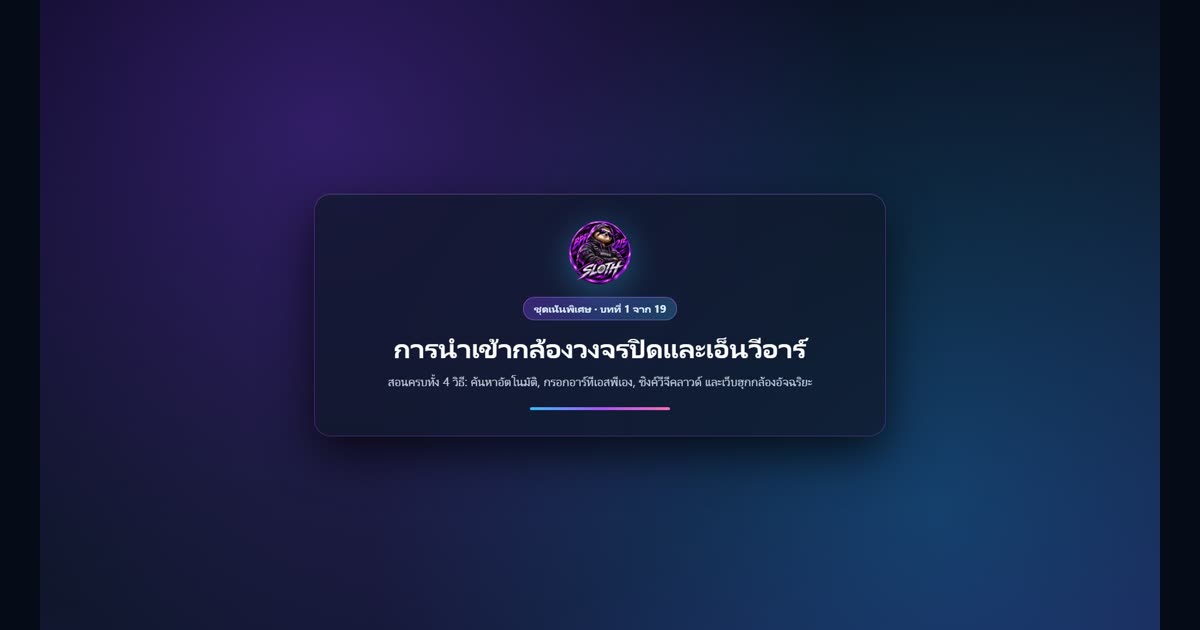 SLOTH
ชุดเน้นพิเศษ · บทที่ 1 จาก 19
การนำเข้ากล้องวงจรปิดและเอ็นวีอาร์
สอนครบทั้ง 4 วิธี: ค้นหาอัตโนมัติ, กรอกอาร์ทีเอสพีเอง, ซิงค์วีจีคลาวด์ และเว็บฮุกกล้องอัจฉริยะ